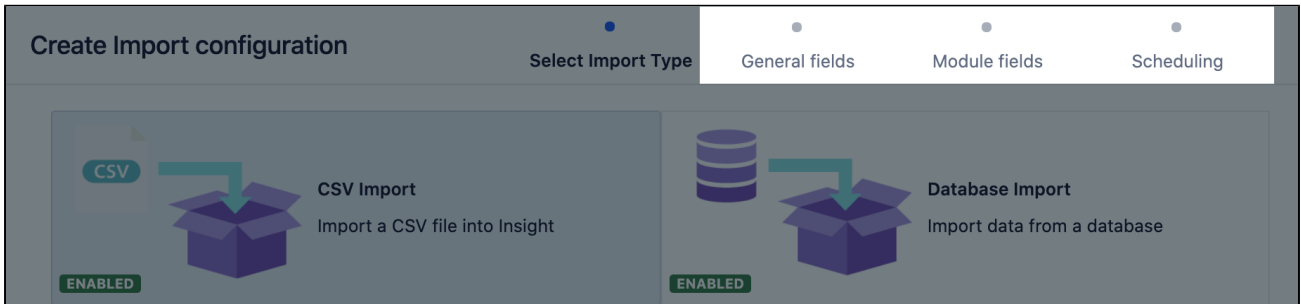 Create Import configuration
Select Import Type
General fields
Module fields
Scheduling
CSV
CSV Import
Import a CSV file into Insight
ENABLED
Database Import
Import data from a database
ENABLED